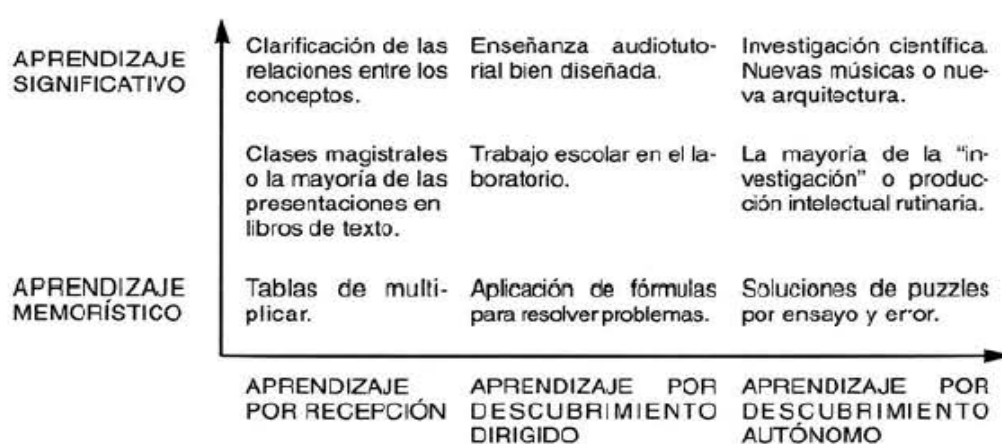 APRENDIZAJE
SIGNIFICATIVO
Clarificación de las
relaciones entre los
conceptos.
Enseñanza audiotuto-
rial bien diseñada.
Investigación científica.
Nuevas músicas o nue-
va arquitectura.
Clases magistrales
o la mayoría de las
presentaciones en
libros de texto.
Trabajo escolar en el la-
boratorio.
La mayoría de la “in-
vestigación” o produc-
ción intelectual rutinaria.
APRENDIZAJE
MEMORÍSTICO
Tablas de multi-
plicar.
Aplicación de fórmulas
para resolver problemas.
Soluciones de puzzles
por ensayo y error.
APRENDIZAJE
POR RECEPCIÓN
APRENDIZAJE POR
DESCUBRIMIENTO
DIRIGIDO
APRENDIZAJE POR
DESCUBRIMIENTO
AUTÓNOMO